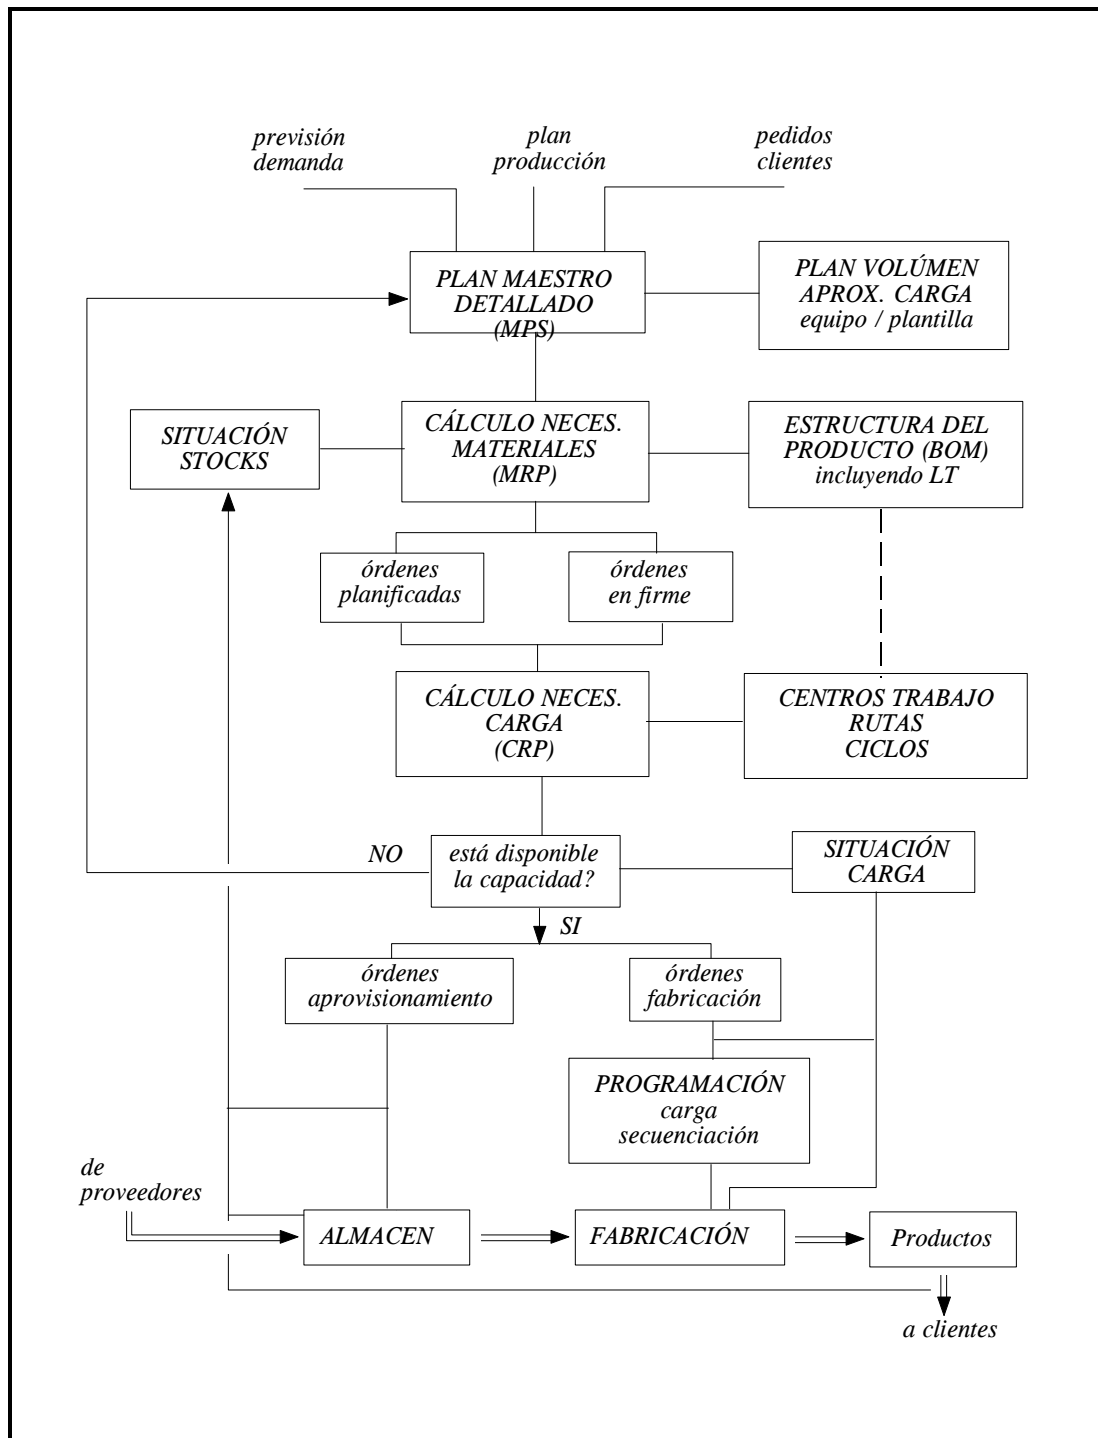 previsión
demanda
plan
producción
pedidos
clientes
PLAN MAESTRO
DETALLADO
(MPS)
PLAN VOLÚMEN
APROX. CARGA
equipo / plantilla
SITUACIÓN
STOCKS
CÁLCULO NECES.
MATERIALES
(MRP)
ESTRUCTURA DEL
PRODUCTO (BOM)
incluyendo LT
órdenes
planificadas
órdenes
en firme
CÁLCULO NECES.
CARGA
(CRP)
CENTROS TRABAJO
RUTAS
CICLOS
NO
está disponible
la capacidad?
SITUACIÓN
CARGA
SI
órdenes
aprovisionamiento
órdenes
fabricación
PROGRAMACIÓN
carga
secuenciación
de
proveedores
ALMACEN
FABRICACIÓN
Productos
a clientes